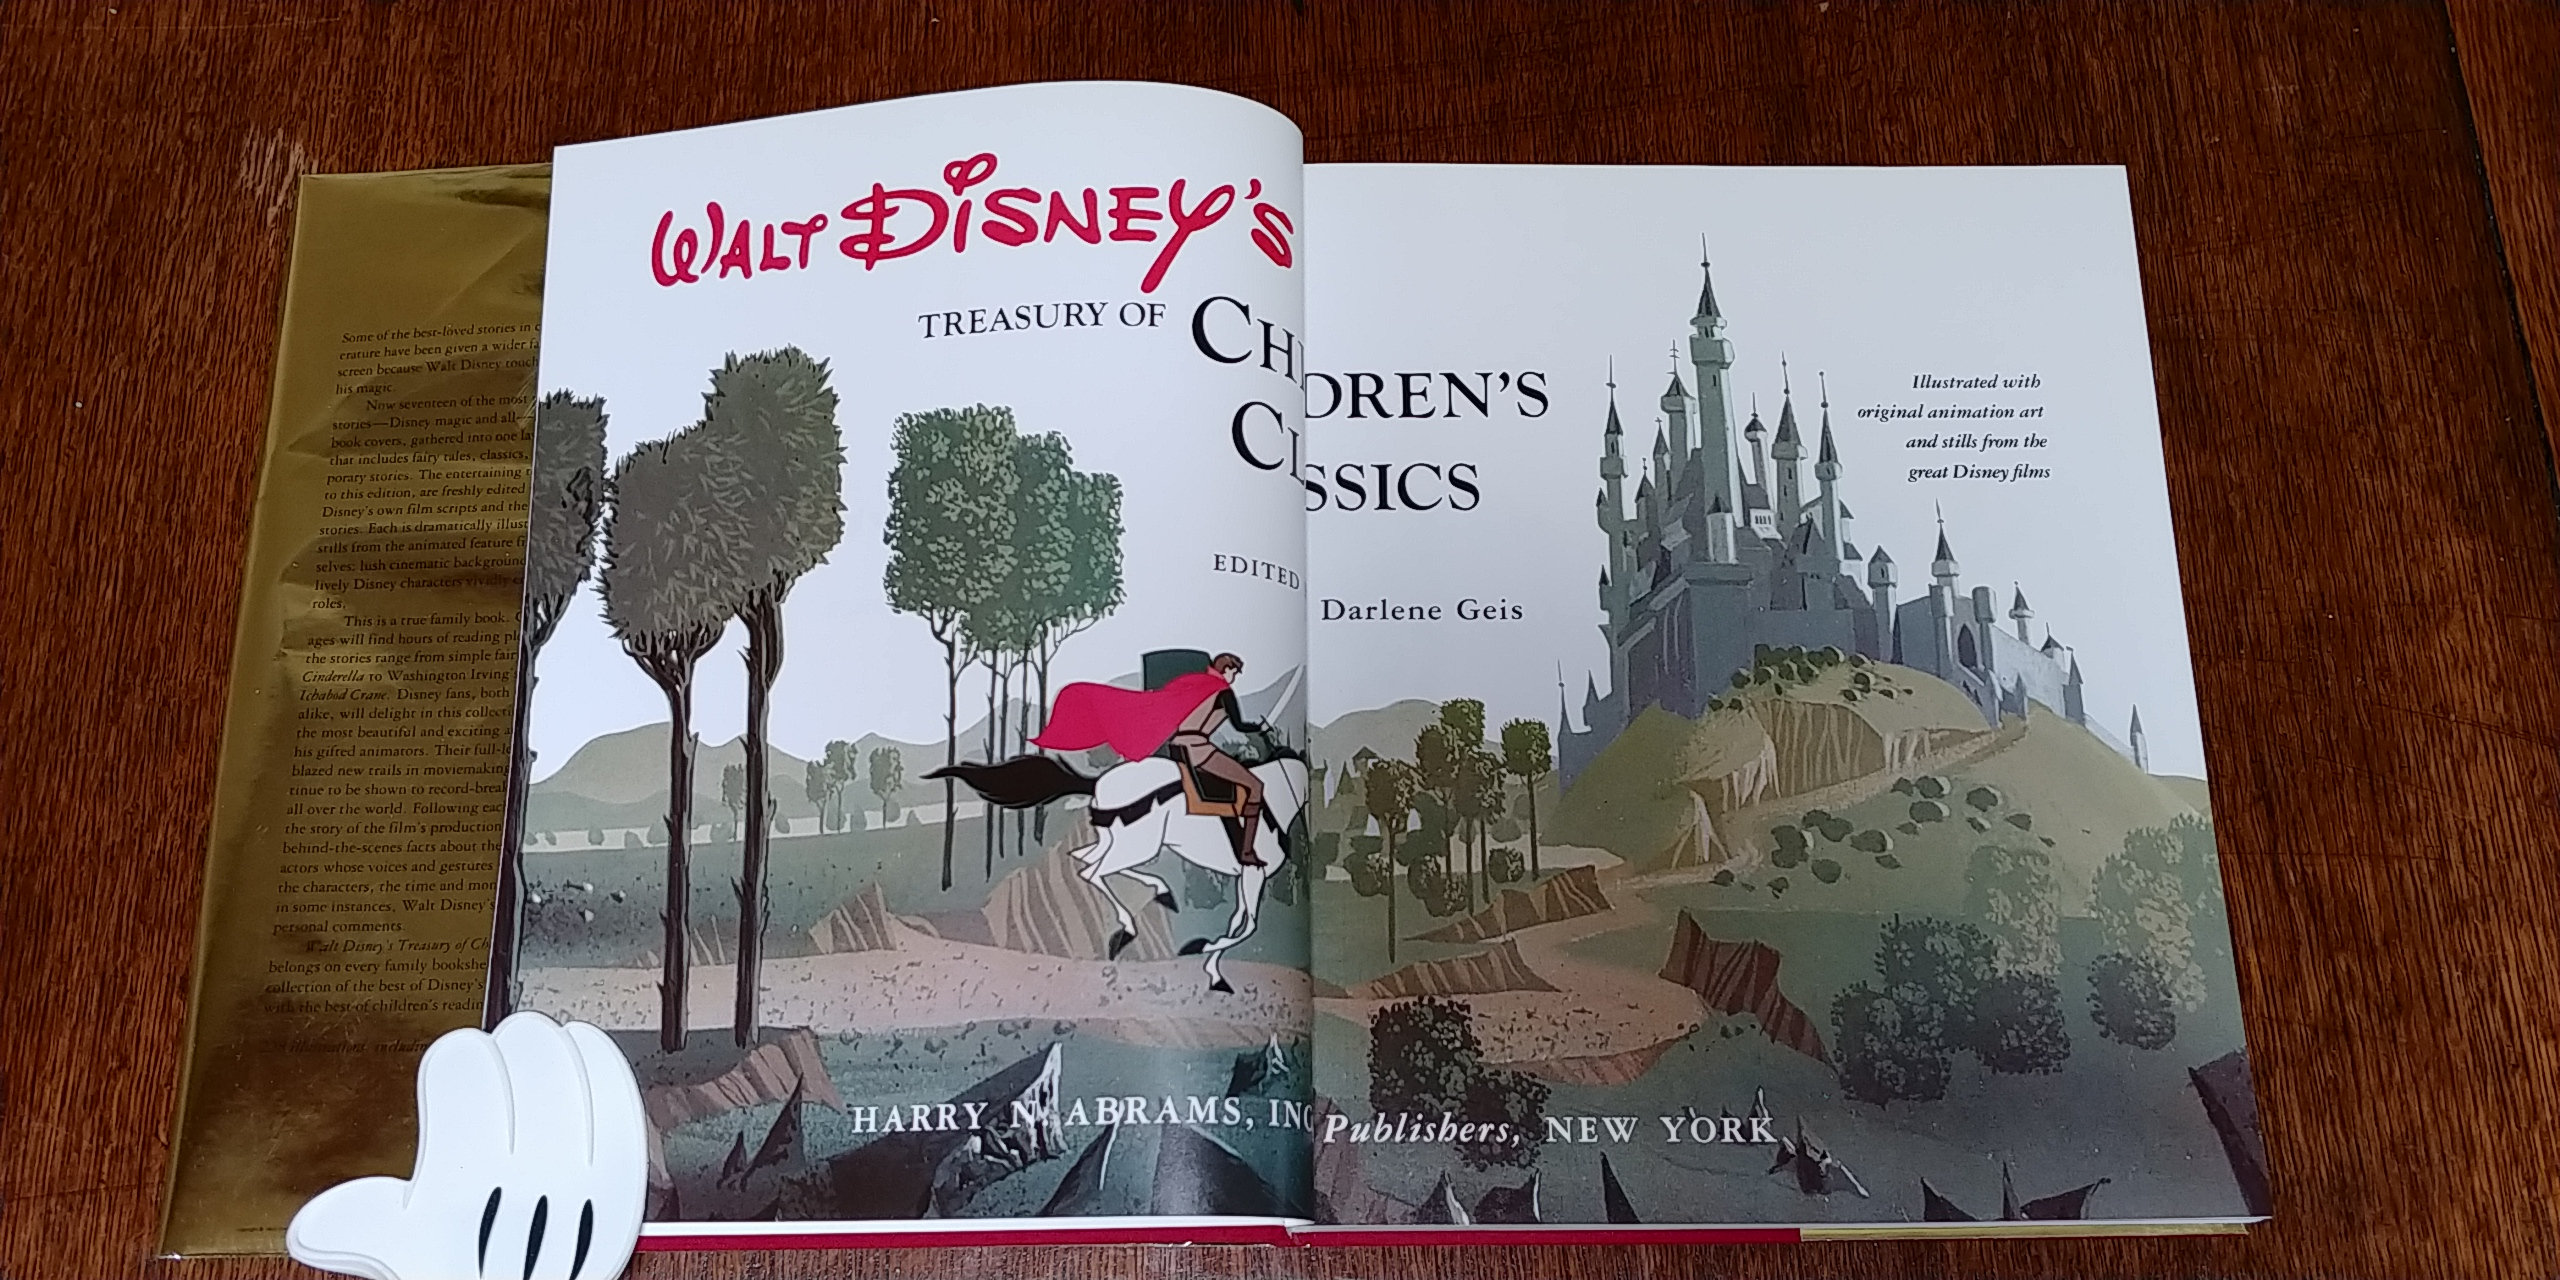 Some of the best-loved stories in
erature have been given a wider
screen because Walt Disney touch
his magic.
Now seventeen of the most
stories—Disney magic and all—
book covers, gathered into one
that includes fairy tales, classics,
porary stories. The entertaining
to this edition, are freshly edited
Disney's own film scripts and the
stories. Each is dramatically illust
stills from the animated feature
selves: lush cinematic background
lively Disney characters vividly
roles.
This is a true family book.
ages will find hours of reading
the stories range from simple fair
Cinderella to Washington Irving
Ichabod Crane. Disney fans, both
alike, will delight in this collecti
the most beautiful and exciting
his gifted animators. Their full-l
blazed new trails in moviemaking
tinue to be shown to record-break
all over the world. Following eac
the story of the film's production
behind-the-scenes facts about the
actors whose voices and gestures
the characters, the time and mon
in some instances, Walt Disney's
personal comments.
Walt Disney's Treasury of Ch
belongs on every family bookshe
collection of the best of Disney's
with the best of children's readin
illustrations, includin
WALT DISNEY'S
TREASURY OF CHI DREN'S
CL SSICS
EDITED Darlene Geis
Illustrated with
original animation art
and stills from the
great Disney films
HARRY N. ABRAMS, INC Publishers, NEW YORK